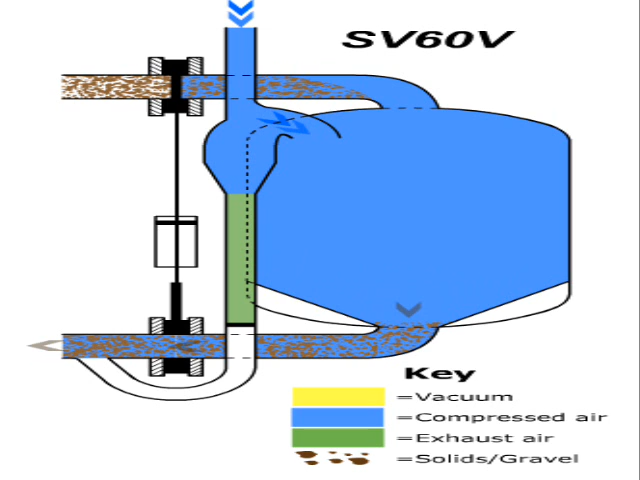 SV60V
Key
=Vacuum
=Compressed air
=Exhaust air
=Solids/Gravel